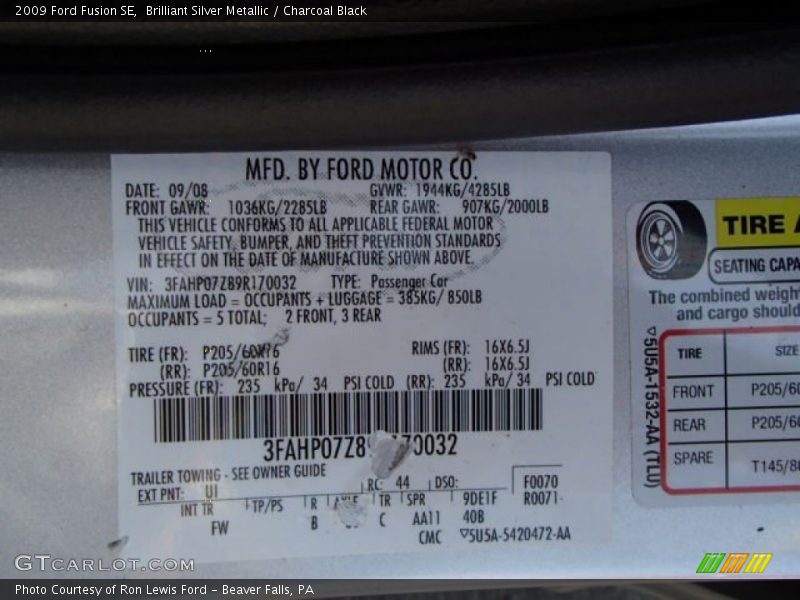 2009 Ford Fusion SE, Brilliant Silver Metallic / Charcoal Black
MFD. BY FORD MOTOR CO.
DATE: 09/08 GVWR: 1944KG/4285LB
FRONT GAWR: 1036KG/2285LB REAR GAWR: 907KG/2000LB
THIS VEHICLE CONFORMS TO ALL APPLICABLE FEDERAL MOTOR
VEHICLE SAFETY, BUMPER, AND THEFT PREVENTION STANDARDS
IN EFFECT ON THE DATE OF MANUFACTURE SHOWN ABOVE.
VIN: 3FAHP07Z89R170032 TYPE: Passenger Car
MAXIMUM LOAD = OCCUPANTS + LUGGAGE = 385KG/ 850LB
OCCUPANTS = 5 TOTAL; 2 FRONT, 3 REAR
TIRE (FR): P205/60R16 RIMS (FR): 16X6.5J
(RR): P205/60R16 (RR): 16X6.5J
PRESSURE (FR): 235 kPa/ 34 PSI COLD (RR): 235 kPa/ 34 PSI COLD
3FAHP07Z8 170032
TRAILER TOWING - SEE OWNER GUIDE
EXT PNT: UI RC: 44 DSO: F0070
INT TR TP/PS R AXLE TR SPR 9DE1F R0071
FW B C AA11 40B
CMC ▽5U5A-5420472-AA
TIRE A
SEATING CAPA
The combined weigh
and cargo should
TIRE SIZE
FRONT P205/60
REAR P205/60
SPARE T145/8
▽5U5A-1532-AA (TLU)
GTCARLOT.COM
Photo Courtesy of Ron Lewis Ford - Beaver Falls, PA